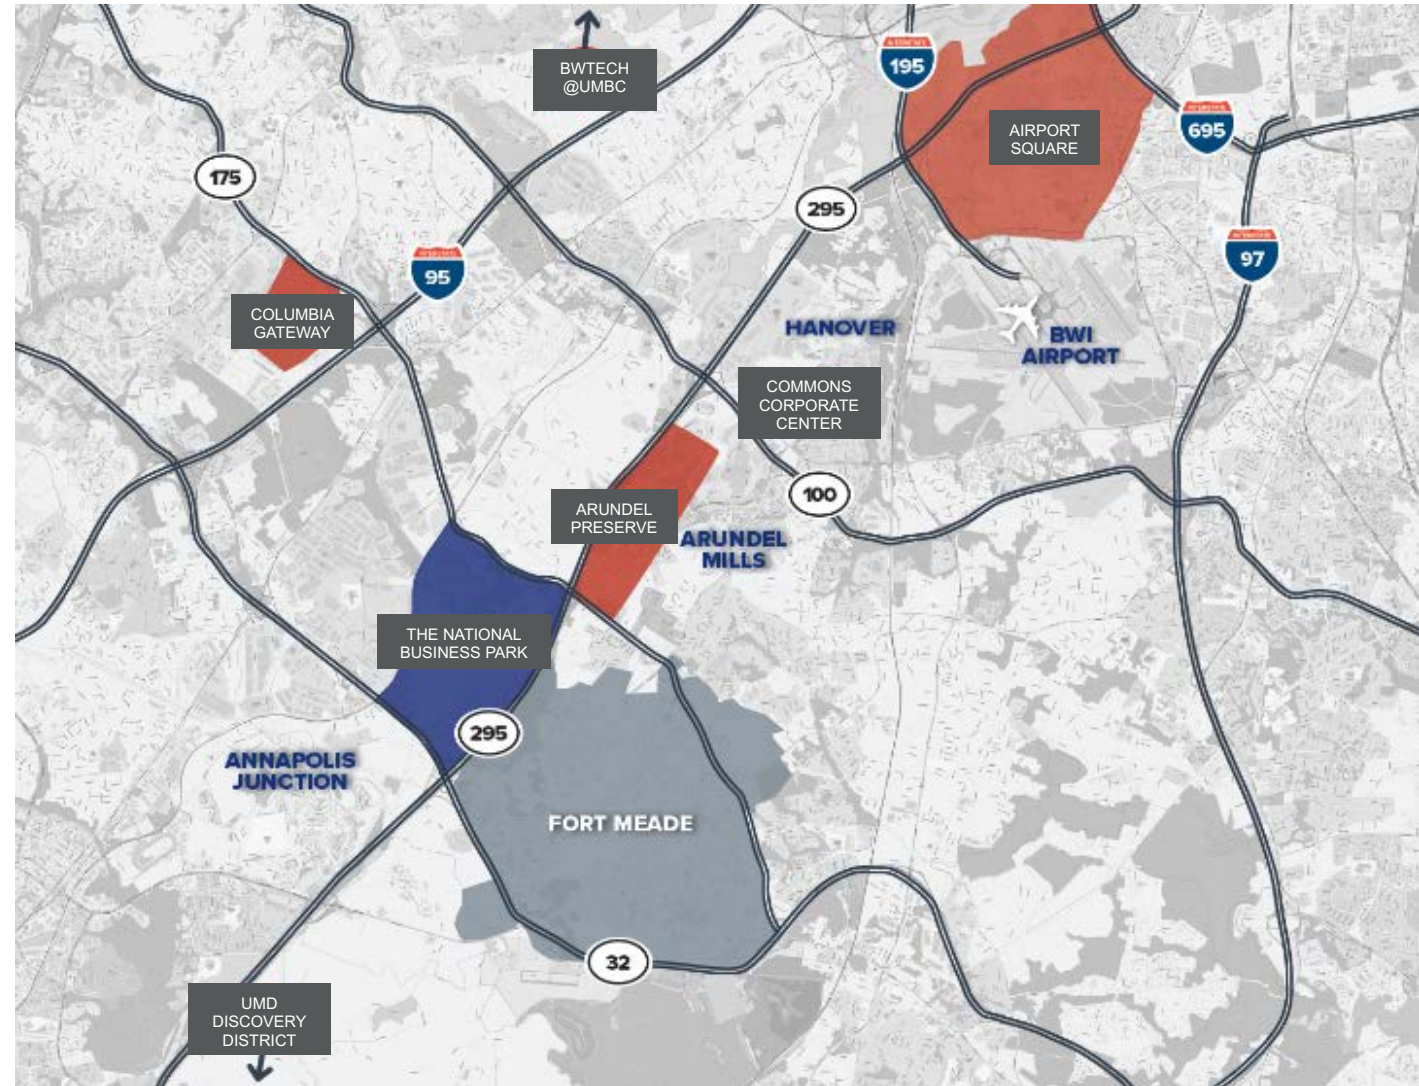 BWTECH
@UMBC
195
AIRPORT
SQUARE
695
175
295
95
97
COLUMBIA
GATEWAY
HANOVER
BWI
AIRPORT
COMMONS
CORPORATE
CENTER
100
ARUNDEL
PRESERVE
ARUNDEL
MILLS
THE NATIONAL
BUSINESS PARK
295
ANNAPOLIS
JUNCTION
FORT MEADE
32
UMD
DISCOVERY
DISTRICT